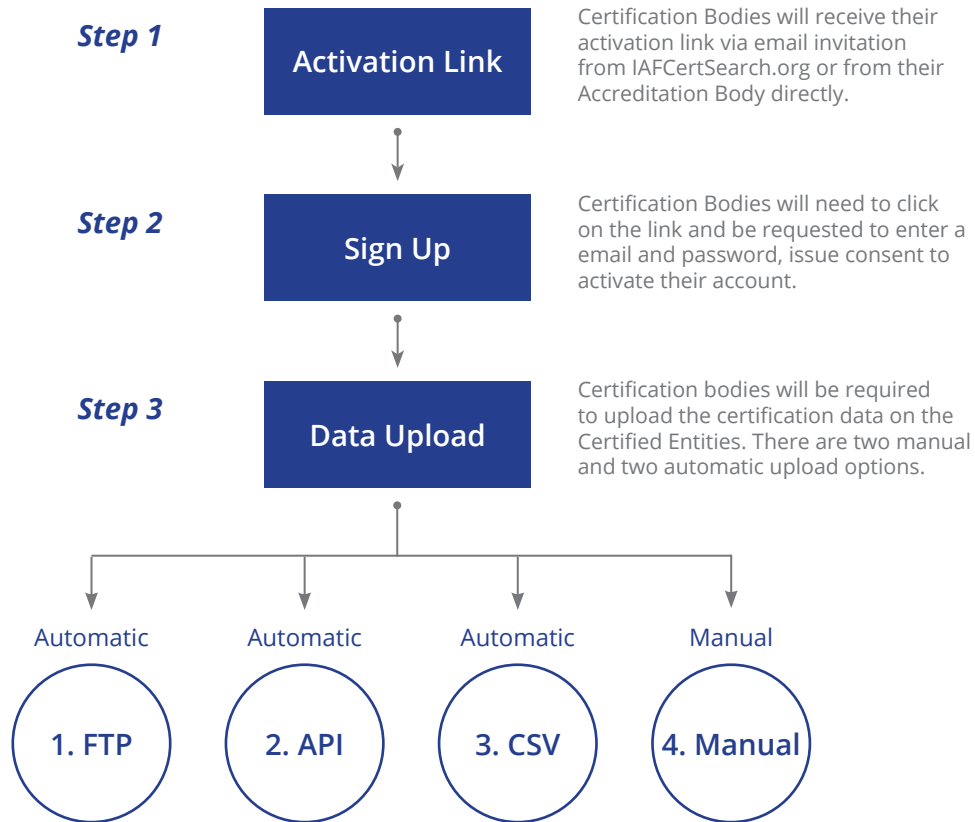 Step 1
Activation Link
Certification Bodies will receive their
activation link via email invitation
from IAFCertSearch.org or from their
Accreditation Body directly.
Step 2
Sign Up
Certification Bodies will need to click
on the link and be requested to enter a
email and password, issue consent to
activate their account.
Step 3
Data Upload
Certification bodies will be required
to upload the certification data on the
Certified Entities. There are two manual
and two automatic upload options.
Automatic
Automatic
Automatic
Manual
1. FTP
2. API
3. CSV
4. Manual